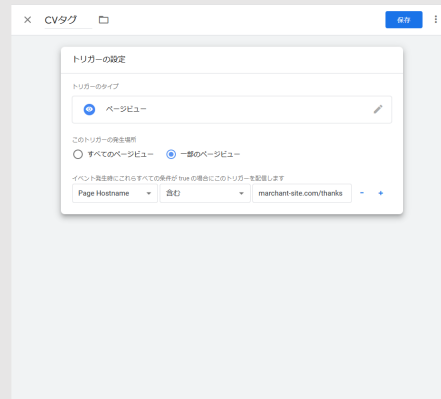 CVタグ
保存
トリガーの設定
トリガーのタイプ
ページビュー
このトリガーの発生場所
すべてのページビュー 一部のページビュー
イベント発生時にこれらすべての条件が true の場合にこのトリガーを配信します
Page Hostname 含む marchant-site.com/thanks - +